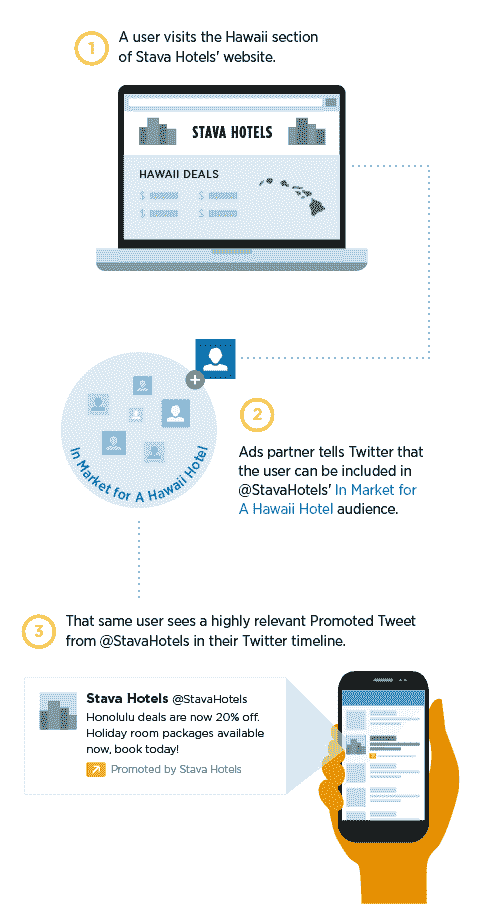 1
A user visits the Hawaii section
of Stava Hotels' website.
STAVA HOTELS
HAWAII DEALS
$ $
$ $
+
In Market for A Hawaii Hotel
2
Ads partner tells Twitter that
the user can be included in
@StavaHotels' In Market for
A Hawaii Hotel audience.
3
That same user sees a highly relevant Promoted Tweet
from @StavaHotels in their Twitter timeline.
Stava Hotels @StavaHotels
Honolulu deals are now 20% off.
Holiday room packages available
now, book today!
Promoted by Stava Hotels